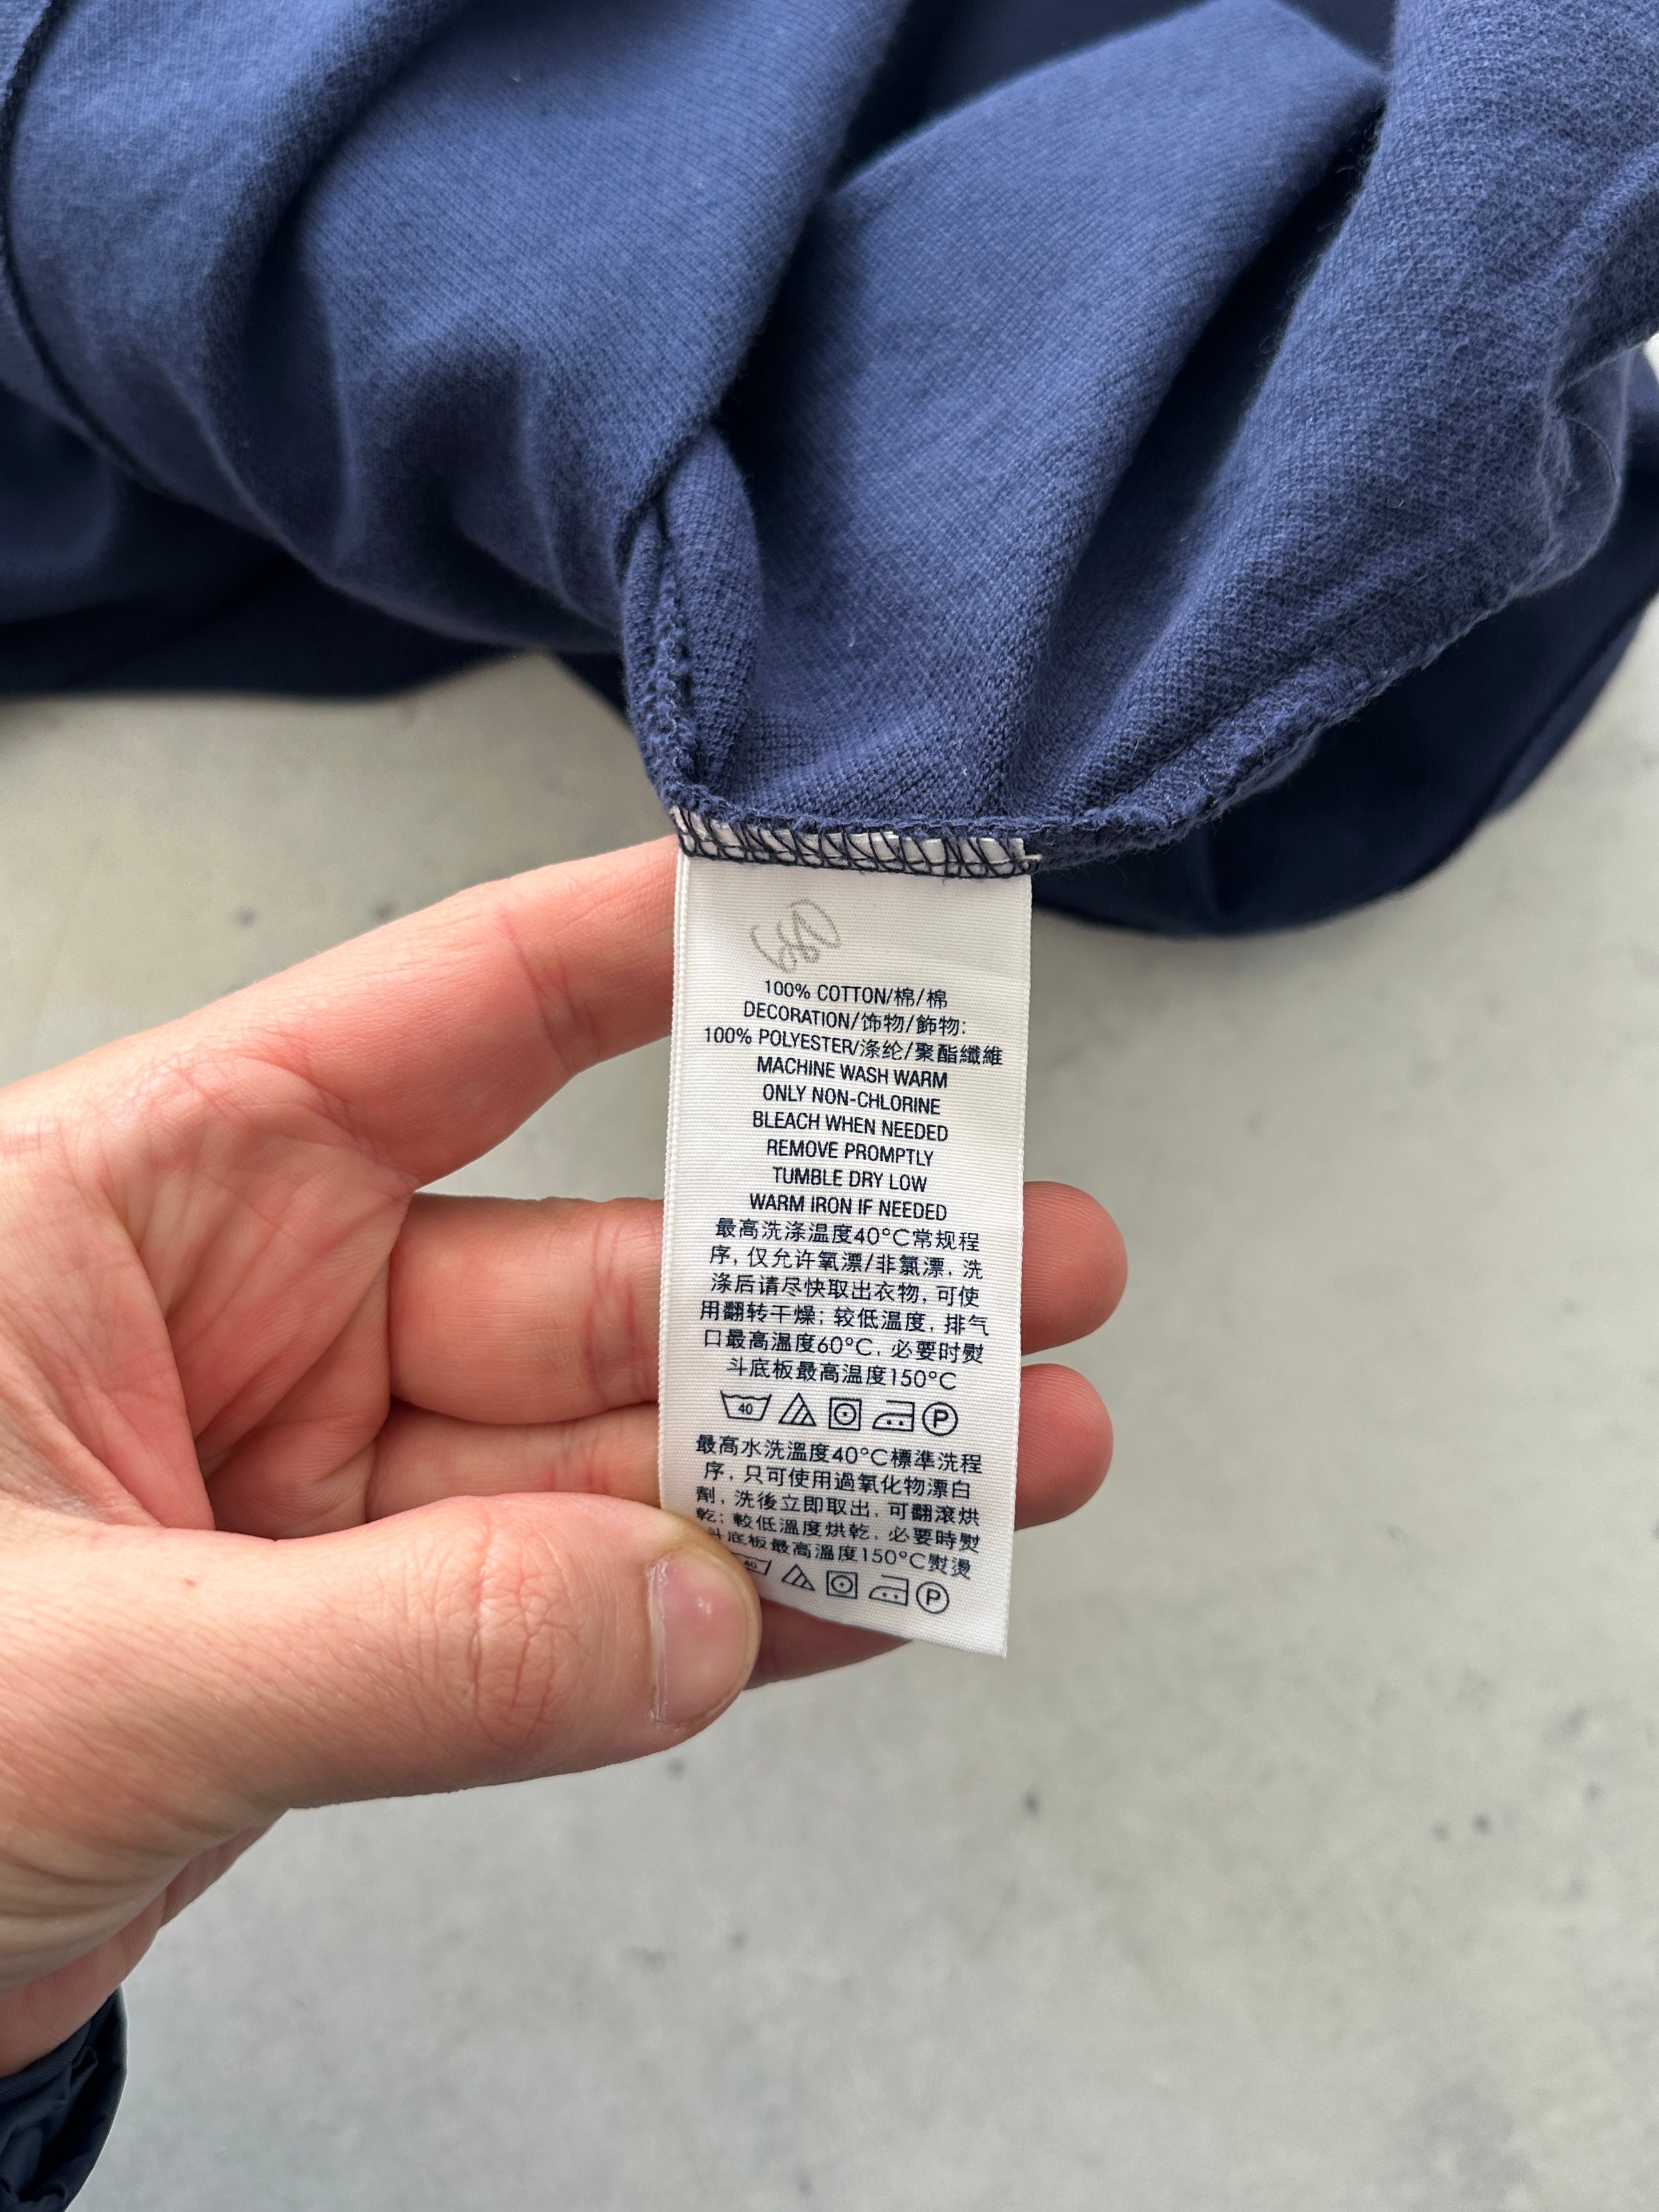 100% COTTON/棉/棉
DECORATION/饰物/飾物:
100% POLYESTER/涤纶/聚酯纖維
MACHINE WASH WARM
ONLY NON-CHLORINE
BLEACH WHEN NEEDED
REMOVE PROMPTLY
TUMBLE DRY LOW
WARM IRON IF NEEDED
最高洗涤温度40°C常规程
序, 仅允许氧漂/非氯漂, 洗
涤后请尽快取出衣物, 可使
用翻转干燥; 较低温度, 排气
口最高温度60°C, 必要时熨
斗底板最高温度150°C
40 P
最高水洗溫度40°C標準洗程
序, 只可使用過氧化物漂白
劑, 洗後立即取出, 可翻滾烘
乾; 較低溫度烘乾, 必要時熨
斗底板最高溫度150°C熨燙
40 P